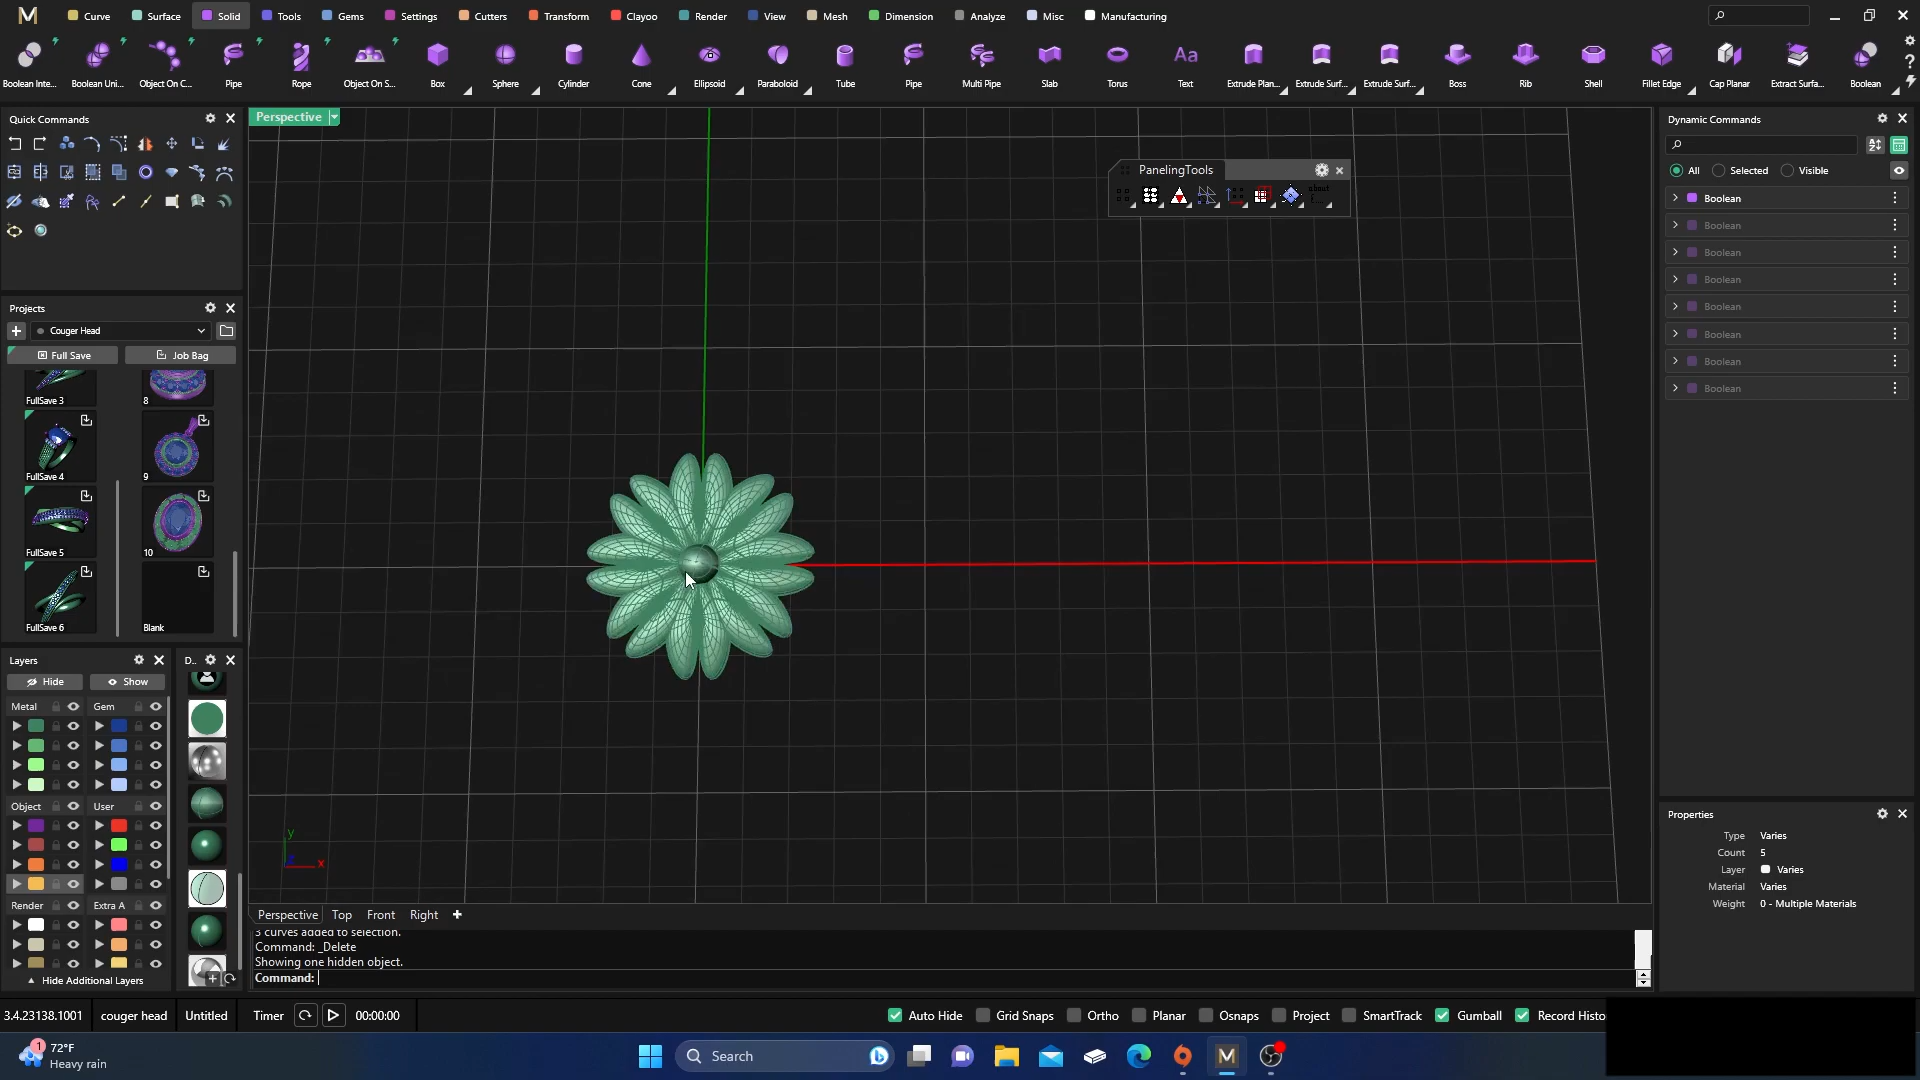 M Curve Surface Solid Tools Gems Settings Cutters Transform Clayoo Render View Mesh Dimension Analyze Misc Manufacturing
Boolean Inte... Boolean Uni... Object On C... Pipe Rope Object On S... Box Sphere Cylinder Cone Ellipsoid Paraboloid Tube Pipe Multi Pipe Slab Torus Text Extrude Plan... Extrude Surf... Extrude Surf... Boss Rib Shell Fillet Edge Cap Planar Extract Surfa... Boolean
Quick Commands
Perspective
PanelingTools
about
Dynamic Commands
All Selected Visible
Boolean
Boolean
Boolean
Boolean
Boolean
Boolean
Boolean
Boolean
Projects
Couger Head
Full Save Job Bag
FullSave 3 8
FullSave 4 9
FullSave 5 10
FullSave 6 Blank
Layers D..
Hide Show
Metal Gem
Object User
Render Extra A
Hide Additional Layers
y
x
Properties
Type Varies
Count 5
Layer Varies
Material Varies
Weight 0 - Multiple Materials
Perspective Top Front Right
3 curves added to selection.
Command: _Delete
Showing one hidden object.
Command:
3.4.23138.1001 couger head Untitled Timer 00:00:00 Auto Hide Grid Snaps Ortho Planar Osnaps Project SmartTrack Gumball Record Histo
1
72°F
Heavy rain
Search
M